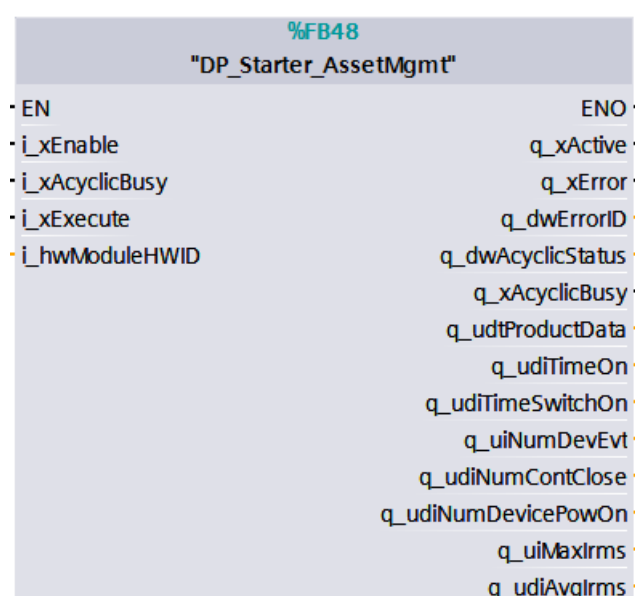 %FB48
"DP_Starter_AssetMgmt"
EN ENO
i_xEnable q_xActive
i_xAcyclicBusy q_xError
i_xExecute q_dwErrorID
i_hwModuleHWID q_dwAcyclicStatus
q_xAcyclicBusy
q_udtProductData
q_udiTimeOn
q_udiTimeSwitchOn
q_uiNumDevEvt
q_udiNumContClose
q_udiNumDevicePowOn
q_uiMaxIrms
q_udiAvgIrms